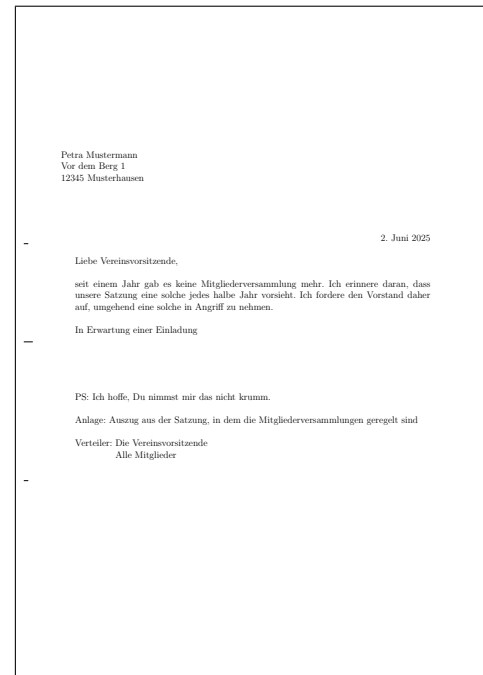 Petra Mustermann
Vor dem Berg 1
12345 Musterhausen
2. Juni 2025
Liebe Vereinsvorsitzende,
seit einem Jahr gab es keine Mitgliederversammlung mehr. Ich erinnere daran, dass
unsere Satzung eine solche jedes halbe Jahr vorsieht. Ich fordere den Vorstand daher
auf, umgehend eine solche in Angriff zu nehmen.
In Erwartung einer Einladung
PS: Ich hoffe, Du nimmst mir das nicht krumm.
Anlage: Auszug aus der Satzung, in dem die Mitgliederversammlungen geregelt sind
Verteiler: Die Vereinsvorsitzende
Alle Mitglieder